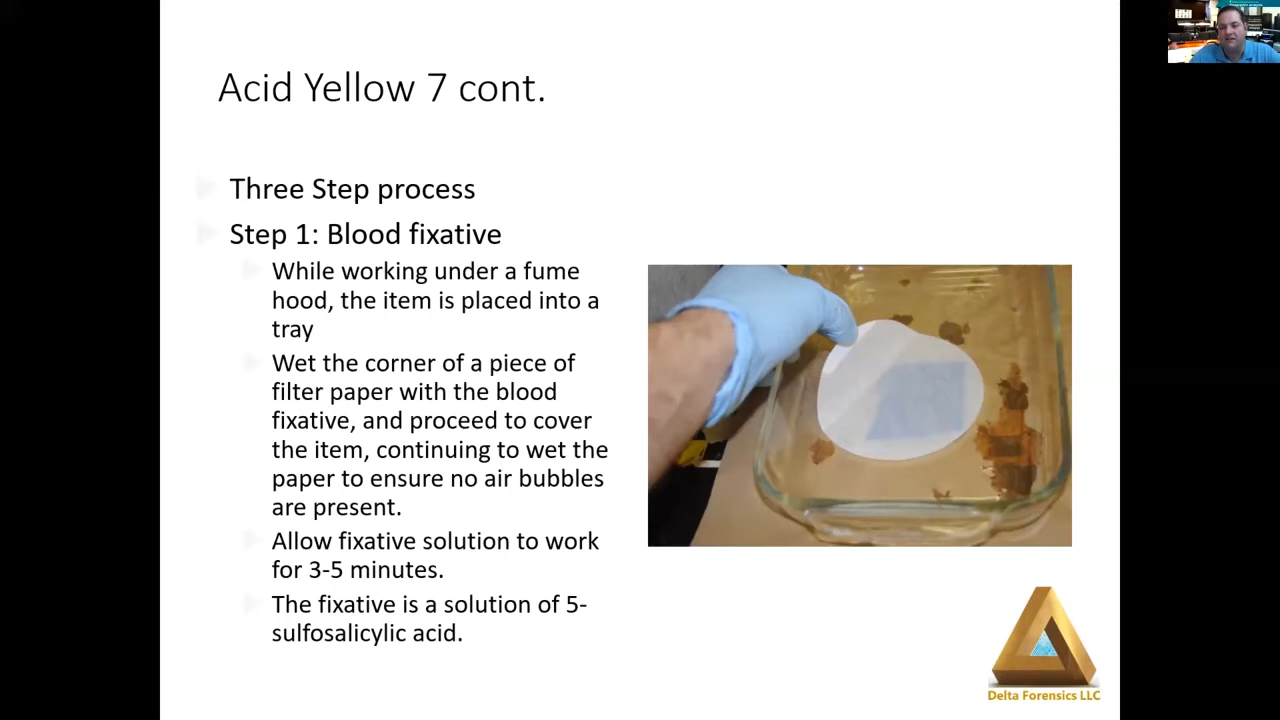 Acid Yellow 7 cont.
Three Step process
Step 1: Blood fixative
While working under a fume
hood, the item is placed into a
tray
Wet the corner of a piece of
filter paper with the blood
fixative, and proceed to cover
the item, continuing to wet the
paper to ensure no air bubbles
are present.
Allow fixative solution to work
for 3-5 minutes.
The fixative is a solution of 5-
sulfosalicylic acid.
Delta Forensics LLC